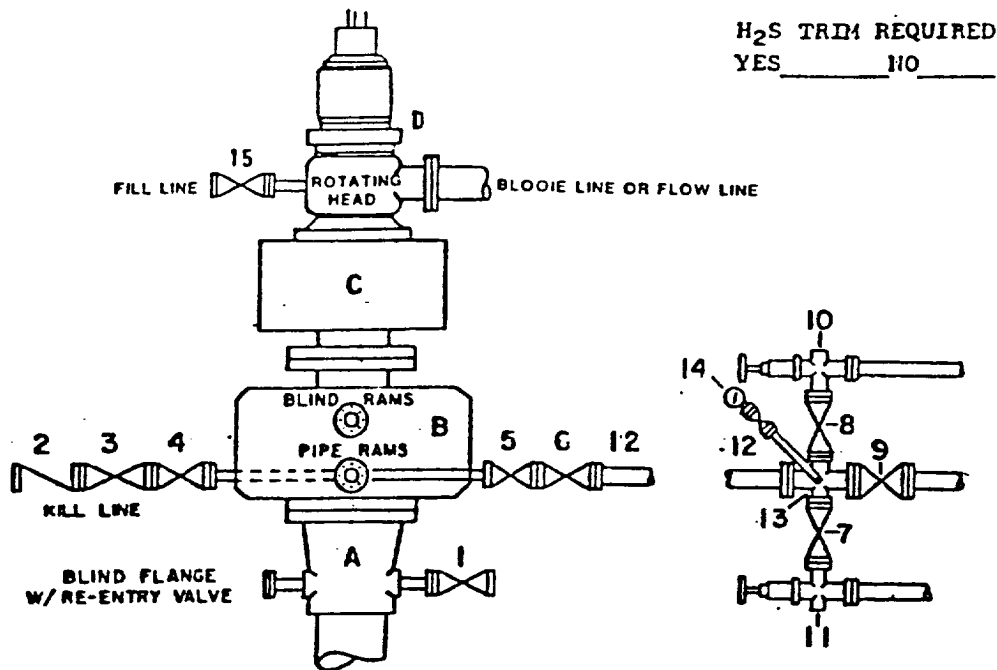 H2S TRIM REQUIRED
YES______NO______
D
15
FILL LINE
ROTATING
HEAD
BLOOIE LINE OR FLOW LINE
C
10
14
BLIND RAMS
B
8
2 3 4
PIPE RAMS
5 6 12
12
9
KILL LINE
13
7
A
1
BLIND FLANGE
W/RE-ENTRY VALVE
11